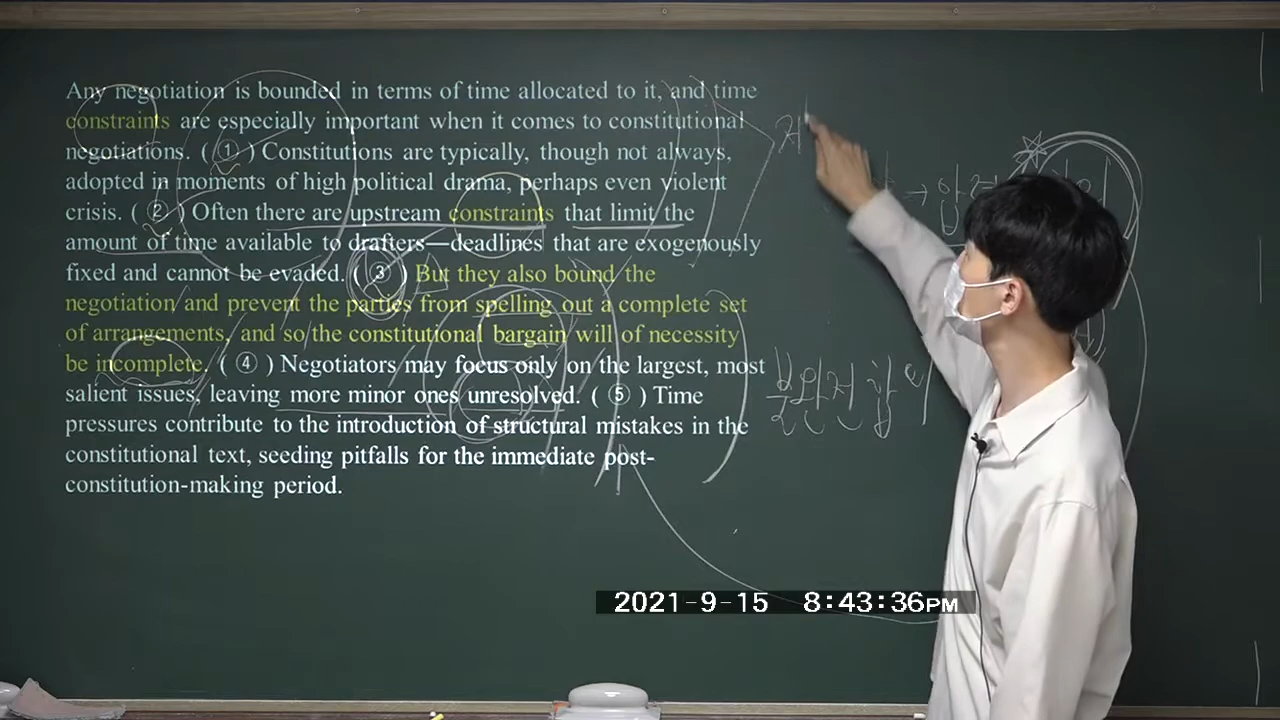 Any negotiation is bounded in terms of time allocated to it, and time
constraints are especially important when it comes to constitutional
negotiations. ( ① ) Constitutions are typically, though not always,
adopted in moments of high political drama, perhaps even violent
crisis. ( ② ) Often there are upstream constraints that limit the
amount of time available to drafters—deadlines that are exogenously
fixed and cannot be evaded. ( ③ ) But they also bound the
negotiation and prevent the parties from spelling out a complete set
of arrangements, and so the constitutional bargain will of necessity
be incomplete. ( ④ ) Negotiators may focus only on the largest, most
salient issues, leaving more minor ones unresolved. ( ⑤ ) Time
pressures contribute to the introduction of structural mistakes in the
constitutional text, seeding pitfalls for the immediate post-
constitution-making period.
2021-9-15 8:43:36PM